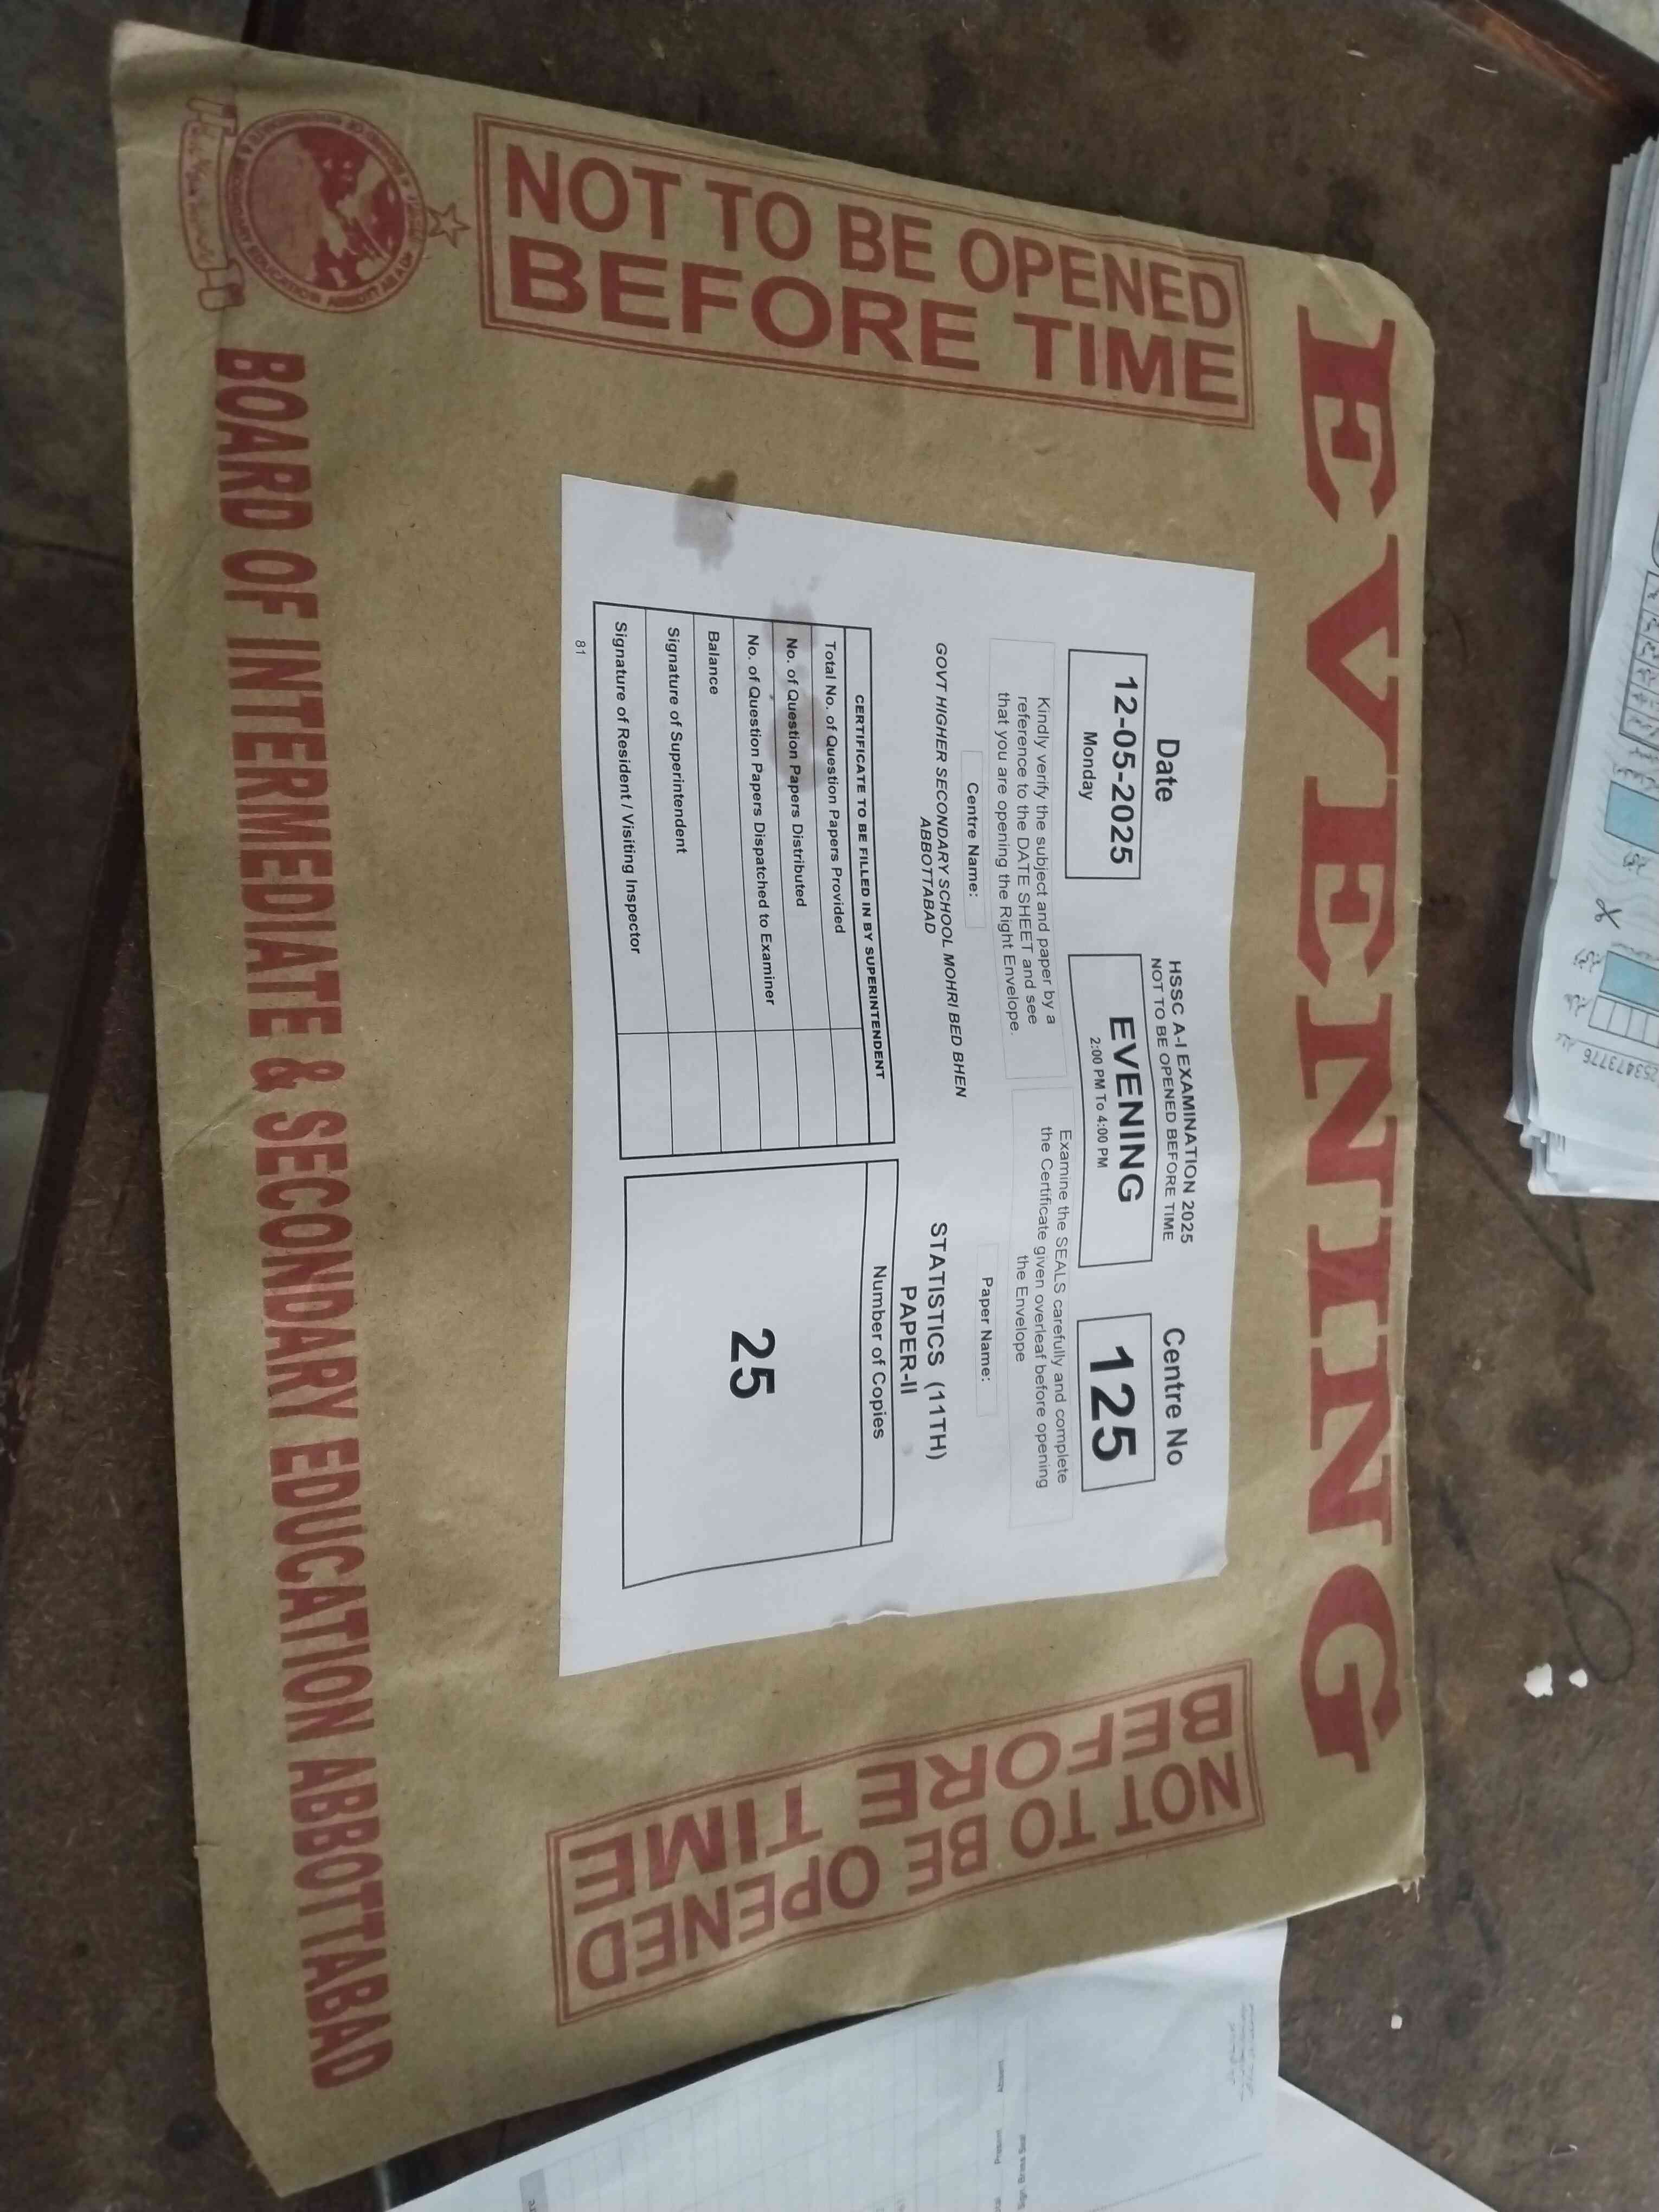 EVENING
NOT TO BE OPENED
BEFORE TIME
HSSC A-I EXAMINATION 2025
NOT TO BE OPENED BEFORE TIME
Date
12-05-2025
Monday
EVENING
2:00 PM To 4:00 PM
Centre No
125
Kindly verify the subject and paper by a
reference to the DATE SHEET and see
that you are opening the Right Envelope.
Examine the SEALS carefully and complete
the Certificate given overleaf before opening
the Envelope
Centre Name:
GOVT HIGHER SECONDARY SCHOOL MOHRI BED BHEN
ABBOTTABAD
Paper Name:
STATISTICS (11TH)
PAPER-II
CERTIFICATE TO BE FILLED IN BY SUPERINTENDENT
Total No. of Question Papers Provided
No. of Question Papers Distributed
No. of Question Papers Dispatched to Examiner
Balance
Signature of Superintendent
Signature of Resident / Visiting Inspector
Number of Copies
25
81
NOT TO BE OPENED
BEFORE TIME
BOARD OF INTERMEDIATE & SECONDARY EDUCATION ABBOTTABAD